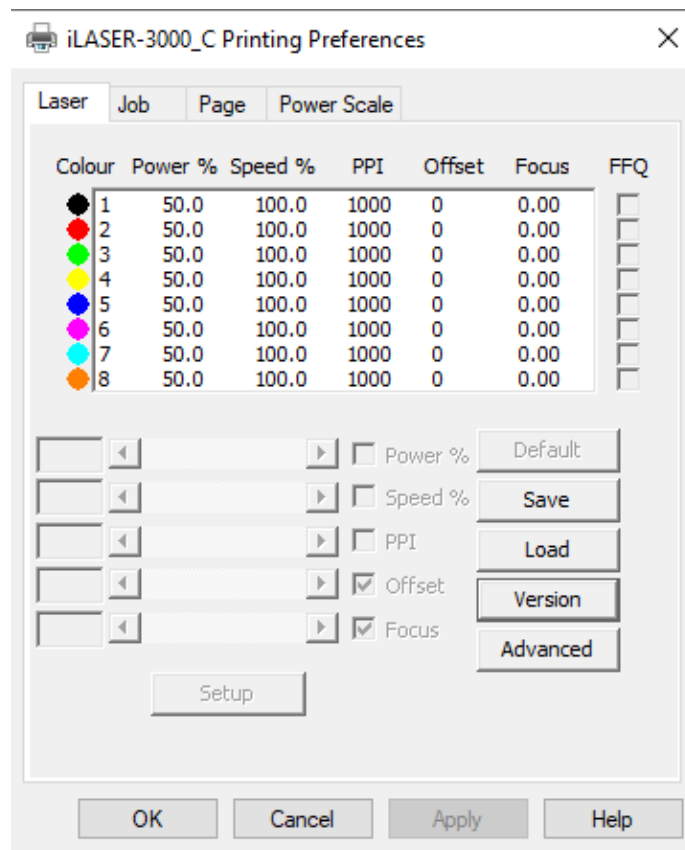 iLASER-3000_C Printing Preferences
Laser Job Page Power Scale
Colour Power % Speed % PPI Offset Focus FFQ
1 50.0 100.0 1000 0 0.00
2 50.0 100.0 1000 0 0.00
3 50.0 100.0 1000 0 0.00
4 50.0 100.0 1000 0 0.00
5 50.0 100.0 1000 0 0.00
6 50.0 100.0 1000 0 0.00
7 50.0 100.0 1000 0 0.00
8 50.0 100.0 1000 0 0.00
Power % Default
Speed % Save
PPI Load
Offset Version
Focus Advanced
Setup
OK Cancel Apply Help